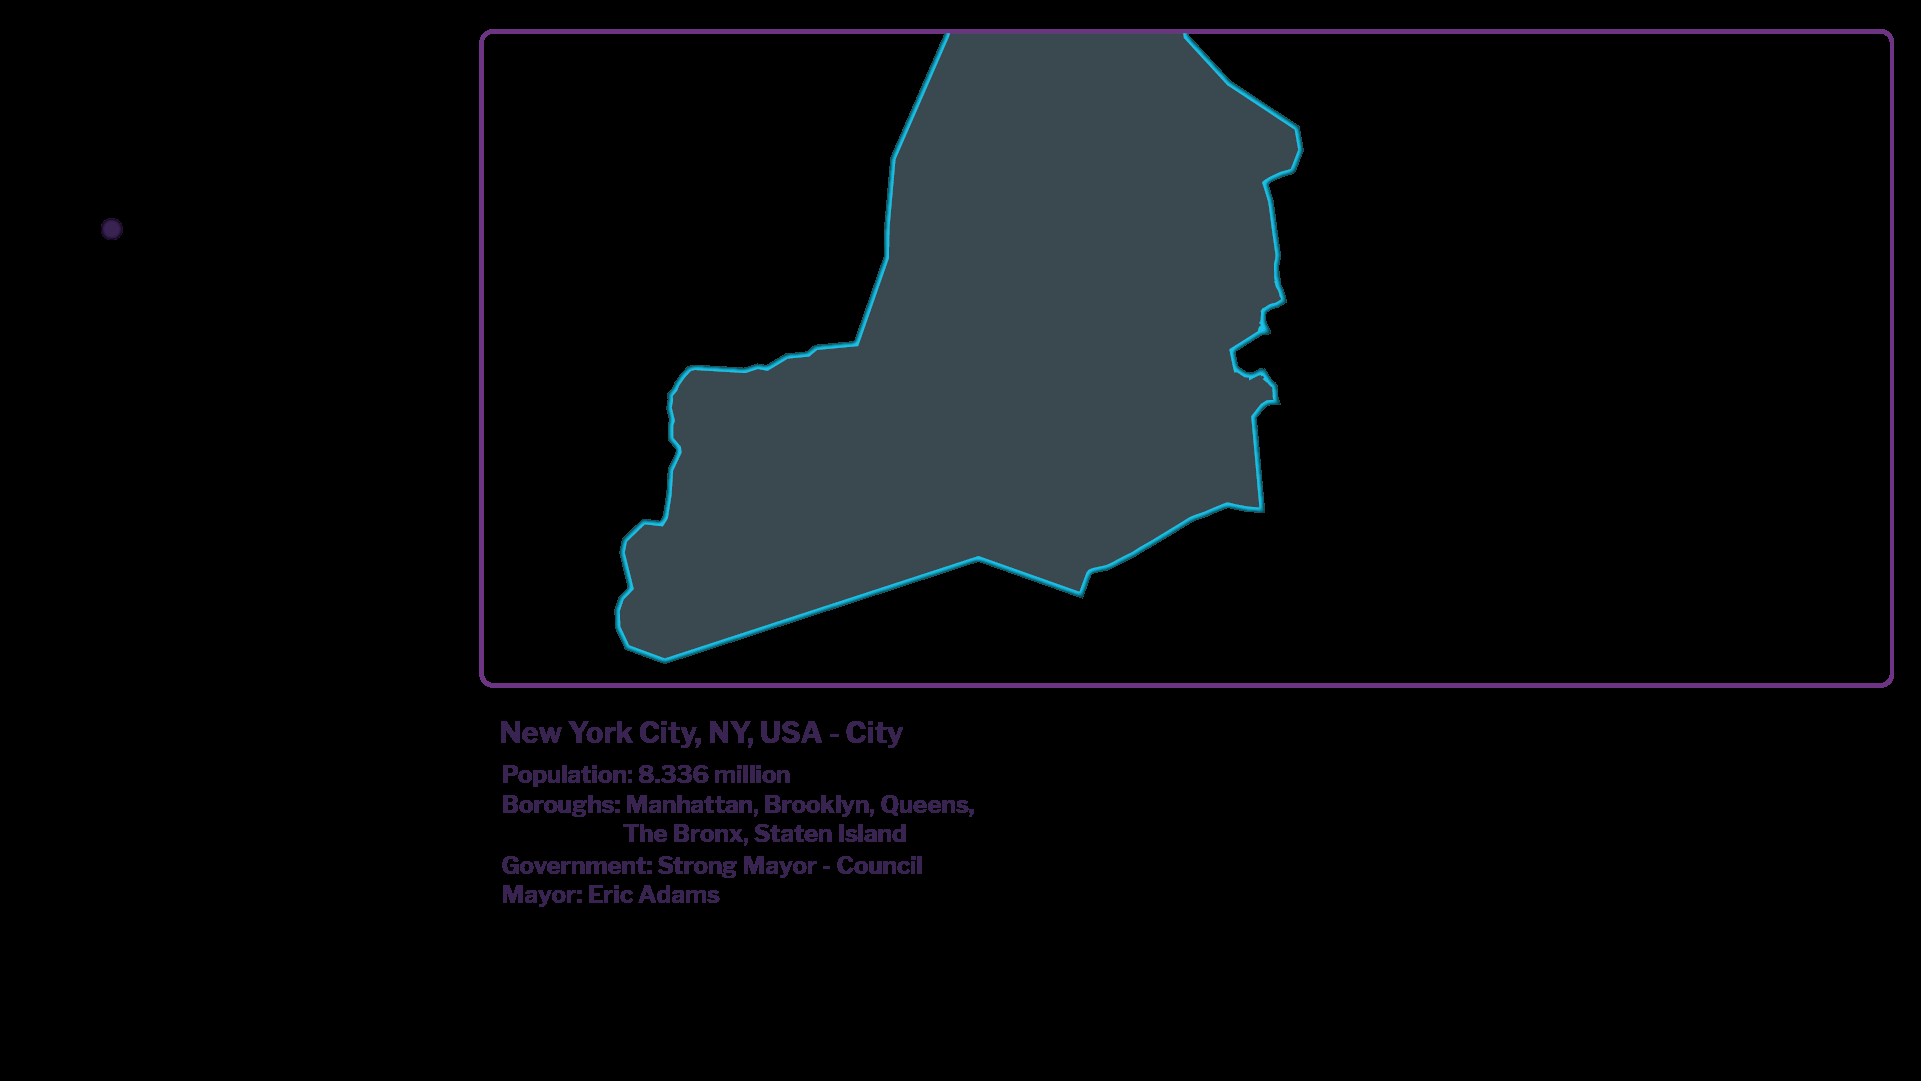 New York City, NY, USA - City
Population: 8.336 million
Boroughs: Manhattan, Brooklyn, Queens,
The Bronx, Staten Island
Government: Strong Mayor - Council
Mayor: Eric Adams